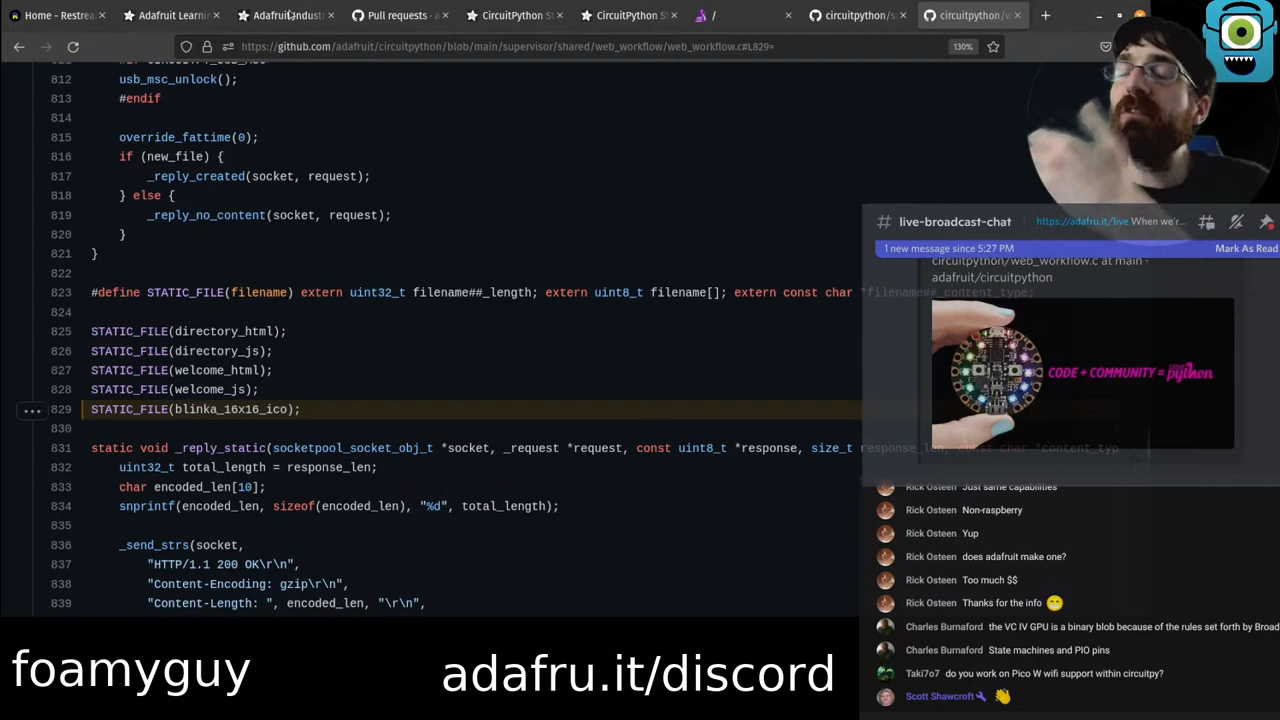 Home - Restrea
Adafruit Learnin
Adafruit Indust
Pull requests · a
CircuitPython S
CircuitPython S
/
circuitpython/s
circuitpython/w
https://github.com/adafruit/circuitpython/blob/main/supervisor/shared/web_workflow/web_workflow.c#L829=
130%
812 usb_msc_unlock();
813 #endif
814
815 override_fattime(0);
816 if (new_file) {
817 _reply_created(socket, request);
818 } else {
819 _reply_no_content(socket, request);
820 }
821 }
822
823 #define STATIC_FILE(filename) extern uint32_t filename##_length; extern uint8_t filename[]; extern const char *filename##_content_type;
824
825 STATIC_FILE(directory_html);
826 STATIC_FILE(directory_js);
827 STATIC_FILE(welcome_html);
828 STATIC_FILE(welcome_js);
829 STATIC_FILE(blinka_16x16_ico);
830
831 static void _reply_static(socketpool_socket_obj_t *socket, _request *request, const uint8_t *response, size_t response_len, const char *content_typ
832 uint32_t total_length = response_len;
833 char encoded_len[10];
834 snprintf(encoded_len, sizeof(encoded_len), "%d", total_length);
835
836 _send_strs(socket,
837 "HTTP/1.1 200 OK\r\n",
838 "Content-Encoding: gzip\r\n",
839 "Content-Length: ", encoded_len, "\r\n",
# live-broadcast-chat https://adafru.it/live When we'r...
1 new message since 5:27 PM Mark As Read
circuitpython/web_workflow.c at main ·
adafruit/circuitpython
CODE + COMMUNITY = python
Rick Osteen Just same capabilities
Rick Osteen Non-raspberry
Rick Osteen Yup
Rick Osteen does adafruit make one?
Rick Osteen Too much $$
Rick Osteen Thanks for the info 😁
Charles Burnaford the VC IV GPU is a binary blob because of the rules set forth by Broad
Charles Burnaford State machines and PIO pins
Taki7o7 do you work on Pico W wifi support within circuitpy?
Scott Shawcroft 👋
foamyguy
adafru.it/discord